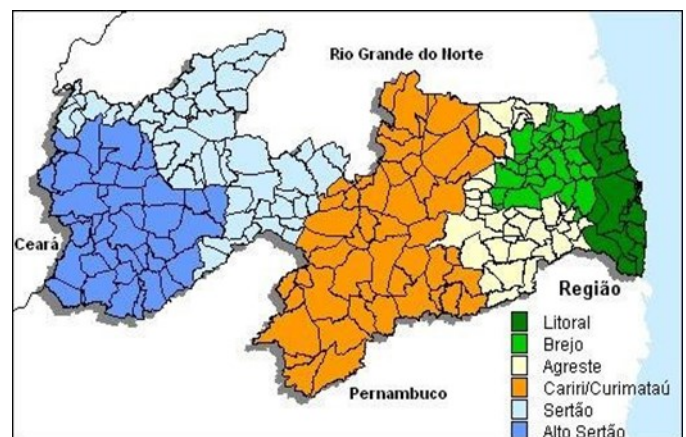 Rio Grande do Norte
Ceará
Pernambuco
Região
Litoral
Brejo
Agreste
Cariri/Curimataú
Sertão
Alto Sertão